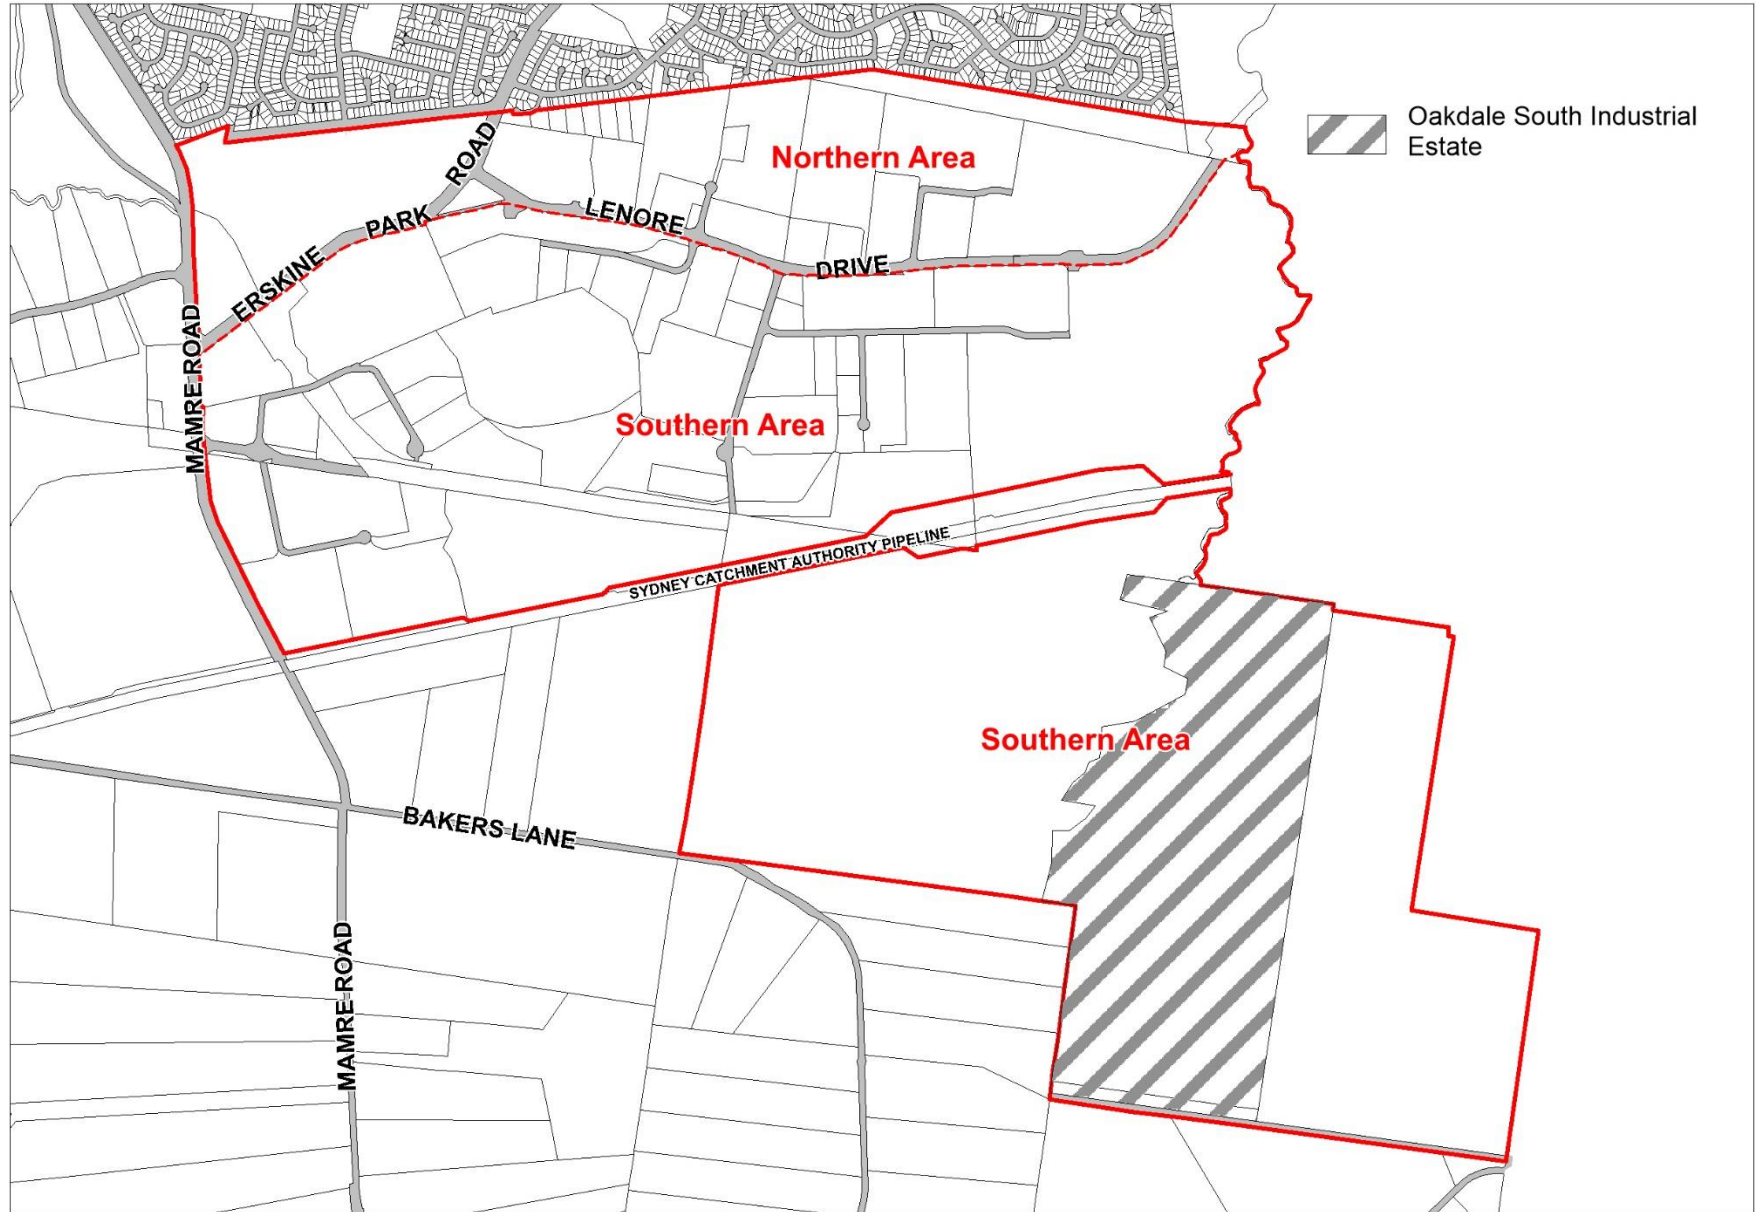 Oakdale South Industrial
Estate
Northern Area
ERSKINE PARK ROAD
LENORE DRIVE
MAMRE ROAD
Southern Area
SYDNEY CATCHMENT AUTHORITY PIPELINE
Southern Area
BAKERS LANE
MAMRE ROAD